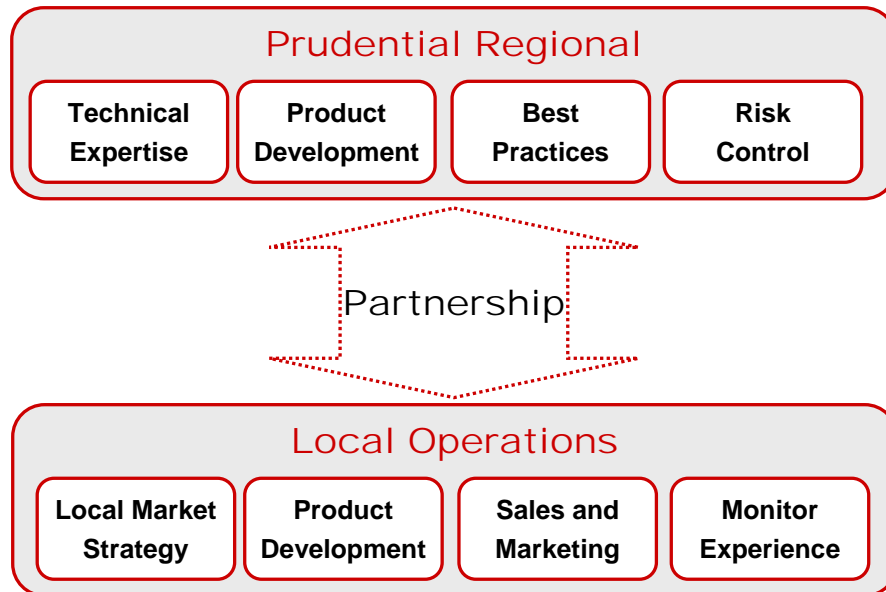 Prudential Regional
Technical
Expertise
Product
Development
Best
Practices
Risk
Control
Partnership
Local Operations
Local Market
Strategy
Product
Development
Sales and
Marketing
Monitor
Experience